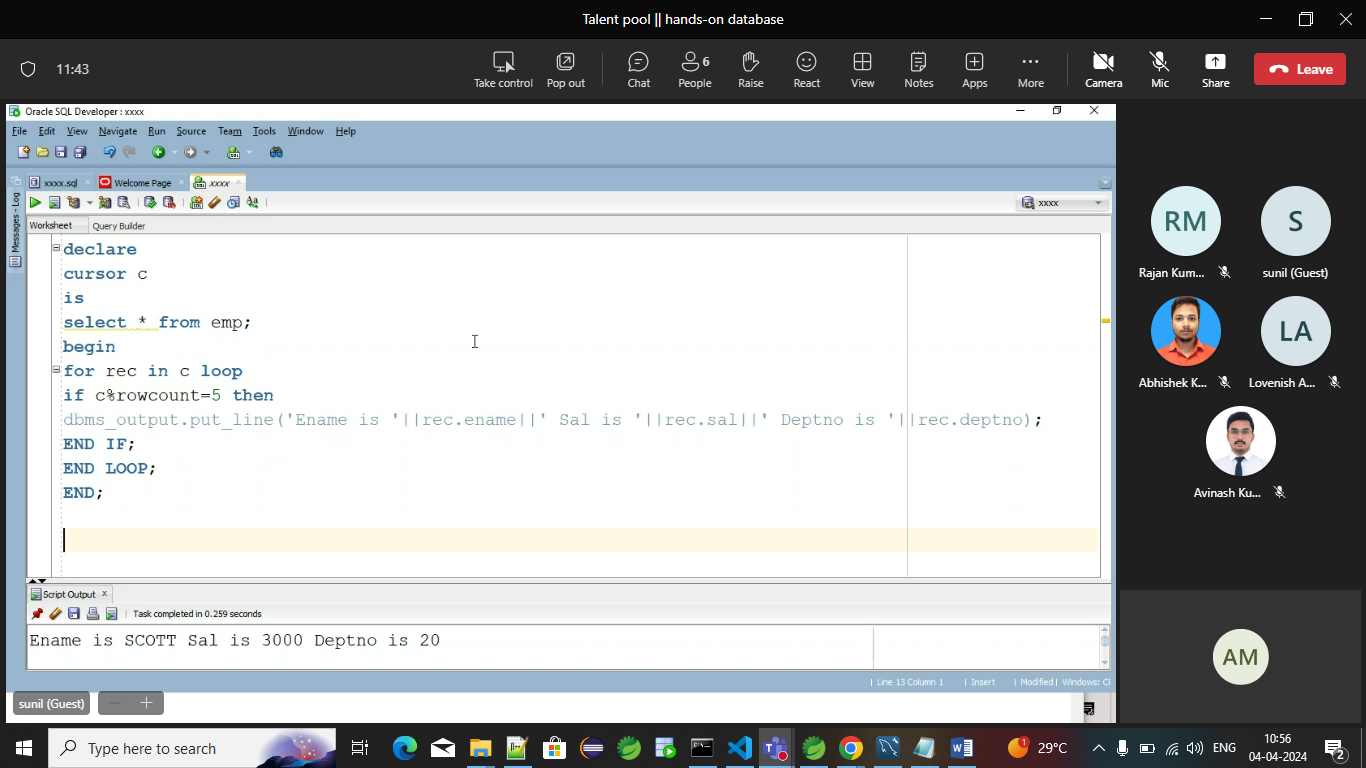 Talent pool || hands-on database
11:43
Take control
Pop out
Chat
6
People
Raise
React
View
Notes
Apps
More
Camera
Mic
Share
Leave
Oracle SQL Developer : xxxx
File Edit View Navigate Run Source Team Tools Window Help
xxxx.sql
Welcome Page
xxxx
xxxx
Messages - Log
Worksheet
Query Builder
declare
cursor c
is
select * from emp;
begin
for rec in c loop
if c%rowcount=5 then
dbms_output.put_line('Ename is '||rec.ename||' Sal is '||rec.sal||' Deptno is '||rec.deptno);
END IF;
END LOOP;
END;
Script Output
Task completed in 0.259 seconds
Ename is SCOTT Sal is 3000 Deptno is 20
Line 13 Column 1
Insert
Modified
Windows: CR
sunil (Guest)
RM
Rajan Kum...
S
sunil (Guest)
Abhishek K...
LA
Lovenish A...
Avinash Ku...
AM
Type here to search
29°C
ENG
10:56
04-04-2024
2